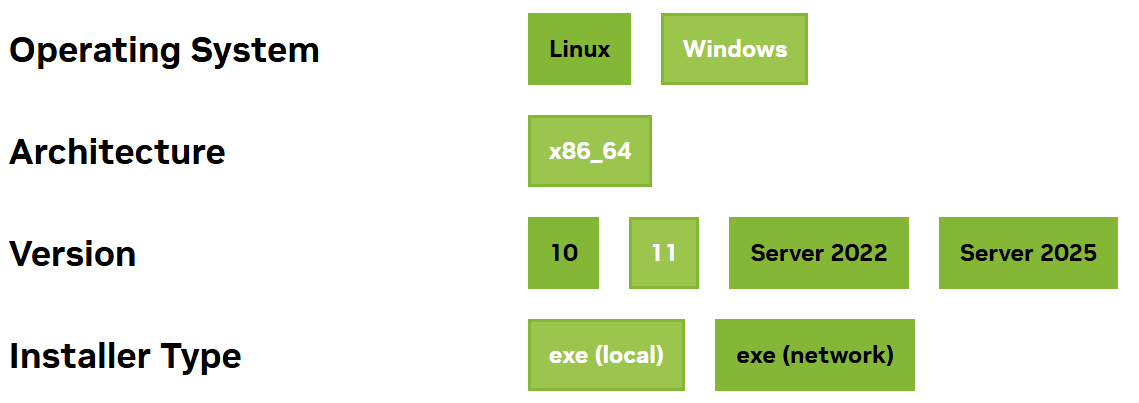 Operating System Linux Windows
Architecture x86_64
Version 10 11 Server 2022 Server 2025
Installer Type exe (local) exe (network)